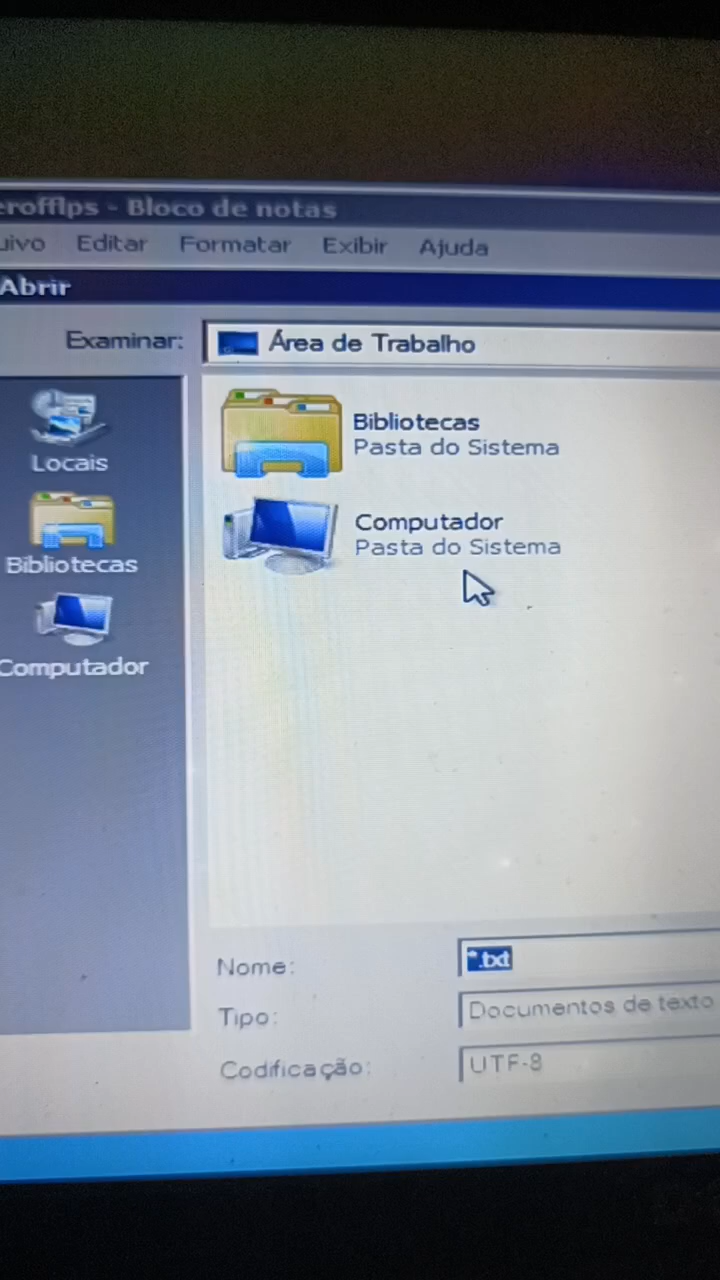 erofflps - Bloco de notas
uivo Editar Formatar Exibir Ajuda
Abrir
Examinar: Área de Trabalho
Locais
Bibliotecas
Computador
Bibliotecas
Pasta do Sistema
Computador
Pasta do Sistema
Nome: *.txt
Tipo: Documentos de texto
Codificação: UTF-8